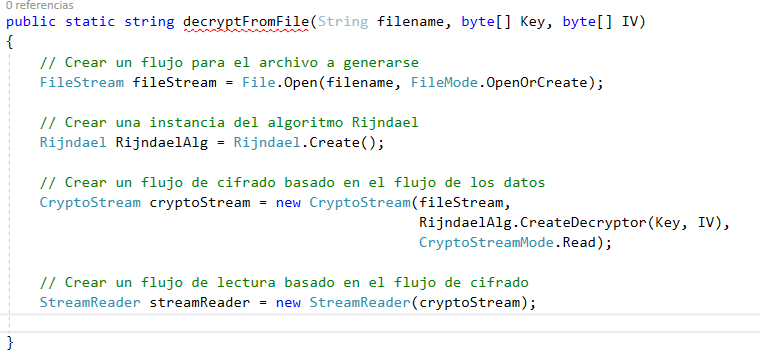 0 referencias
public static string decryptFromFile(String filename, byte[] Key, byte[] IV)
{
// Crear un flujo para el archivo a generarse
FileStream fileStream = File.Open(filename, FileMode.OpenOrCreate);
// Crear una instancia del algoritmo Rijndael
Rijndael RijndaelAlg = Rijndael.Create();
// Crear un flujo de cifrado basado en el flujo de los datos
CryptoStream cryptoStream = new CryptoStream(fileStream,
RijndaelAlg.CreateDecryptor(Key, IV),
CryptoStreamMode.Read);
// Crear un flujo de lectura basado en el flujo de cifrado
StreamReader streamReader = new StreamReader(cryptoStream);
}